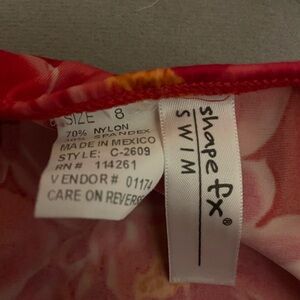 SIZE 8
70% NYLON
SPANDEX
MADE IN MEXICO
STYLE: C-2609
RN# 114261
VENDOR# 01174
CARE ON REVERSE
shape fx®
SWIM